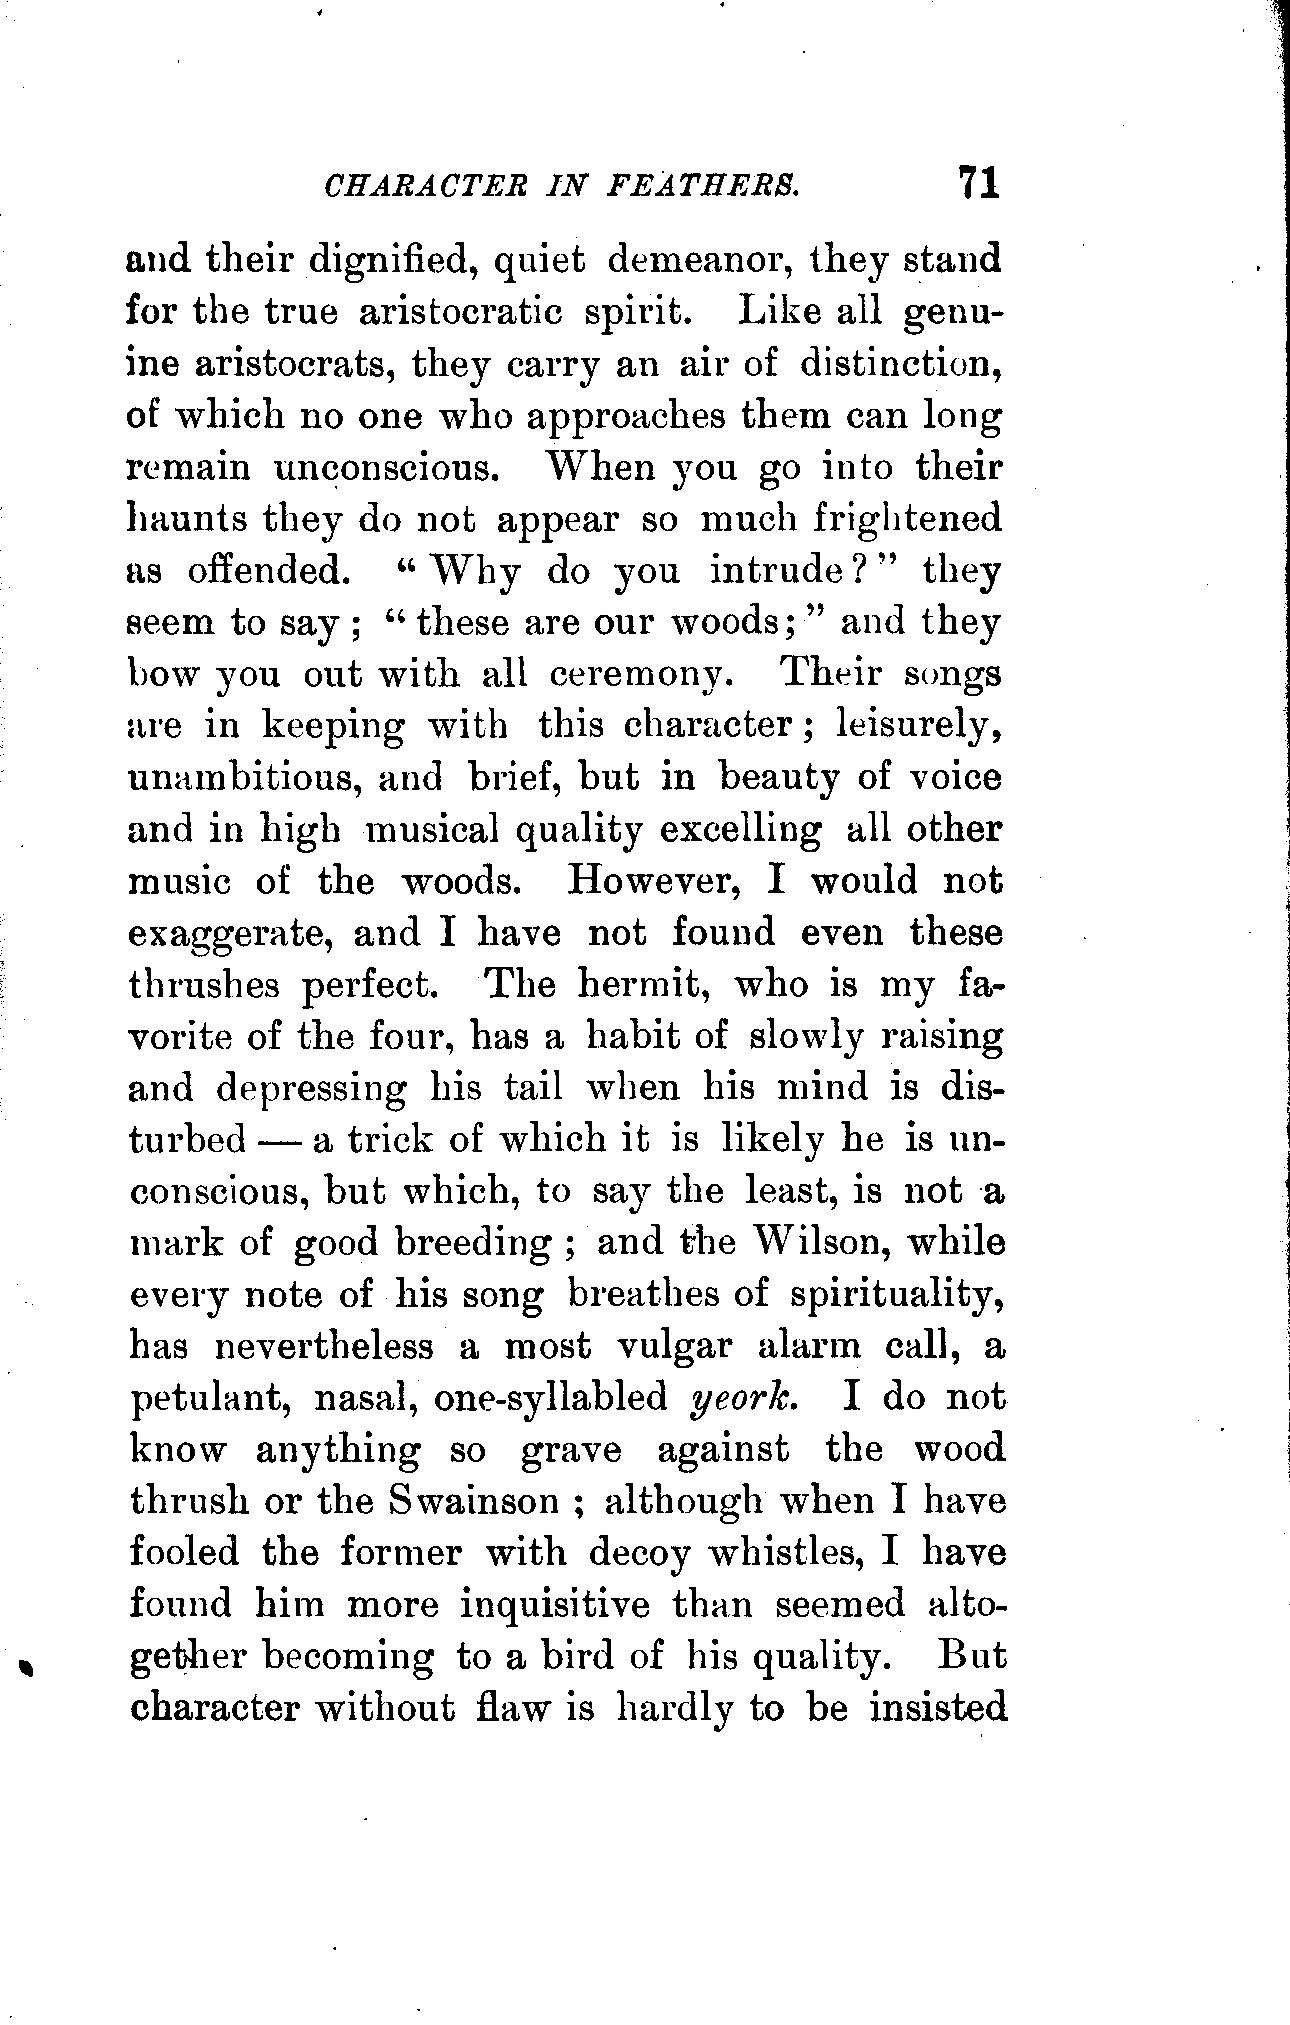 CHARACTER IN FEATHERS. 71
and their dignified, quiet demeanor, they stand
for the true aristocratic spirit. Like all genu-
ine aristocrats, they carry an air of distinction,
of which no one who approaches them can long
remain unconscious. When you go into their
haunts they do not appear so much frightened
as offended. “ Why do you intrude? ” they
seem to say ; “ these are our woods; ” and they
bow you out with all ceremony. Their songs
are in keeping with this character ; leisurely,
unambitious, and brief, but in beauty of voice
and in high musical quality excelling all other
music of the woods. However, I would not
exaggerate, and I have not found even these
thrushes perfect. The hermit, who is my fa-
vorite of the four, has a habit of slowly raising
and depressing his tail when his mind is dis-
turbed — a trick of which it is likely he is un-
conscious, but which, to say the least, is not a
mark of good breeding ; and the Wilson, while
every note of his song breathes of spirituality,
has nevertheless a most vulgar alarm call, a
petulant, nasal, one-syllabled yeork. I do not
know anything so grave against the wood
thrush or the Swainson ; although when I have
fooled the former with decoy whistles, I have
found him more inquisitive than seemed alto-
gether becoming to a bird of his quality. But
character without flaw is hardly to be insisted